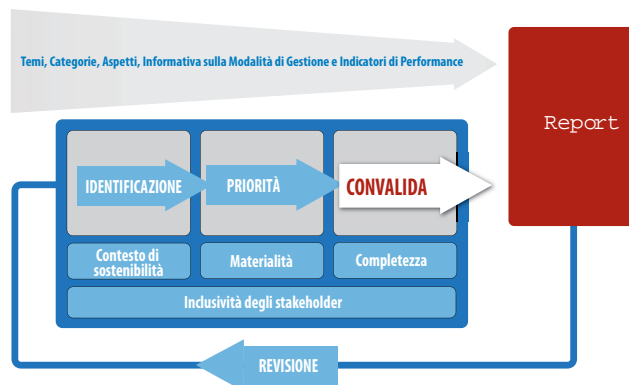 Temi, Categorie, Aspetti, Informativa sulla Modalità di Gestione e Indicatori di Performance
Report
IDENTIFICAZIONE
PRIORITÀ
CONVALIDA
Contesto di
sostenibilità
Materialità
Completezza
Inclusività degli stakeholder
REVISIONE